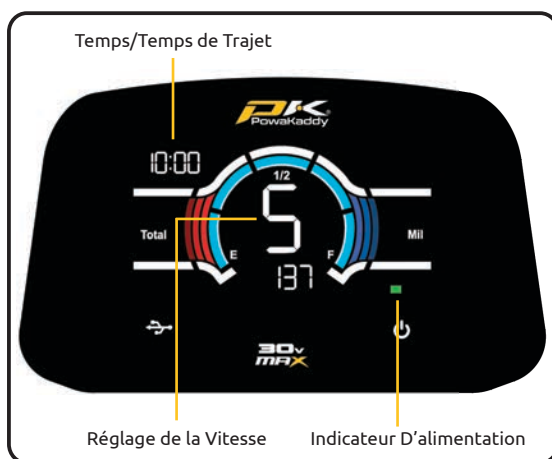 Temps/Temps de Trajet
PK
PowaKaddy
10:00
1/2
5
Total
Mil
E
F
137
30v
MAX
Réglage de la Vitesse
Indicateur D'alimentation